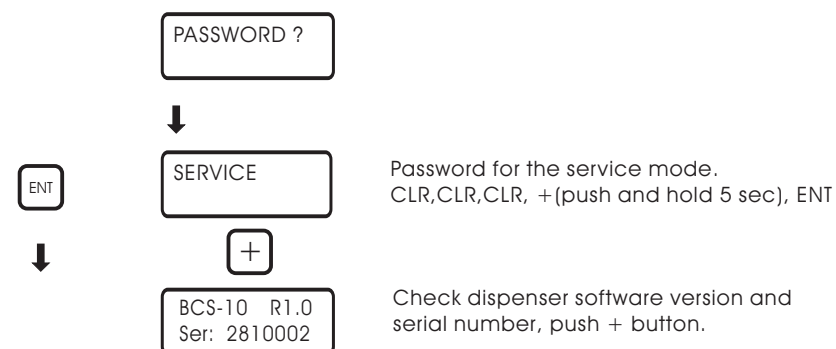 PASSWORD ?
SERVICE
Password for the service mode.
CLR,CLR,CLR, +(push and hold 5 sec), ENT
ENT
+
BCS-10 R1.0
Ser: 2810002
Check dispenser software version and
serial number, push + button.